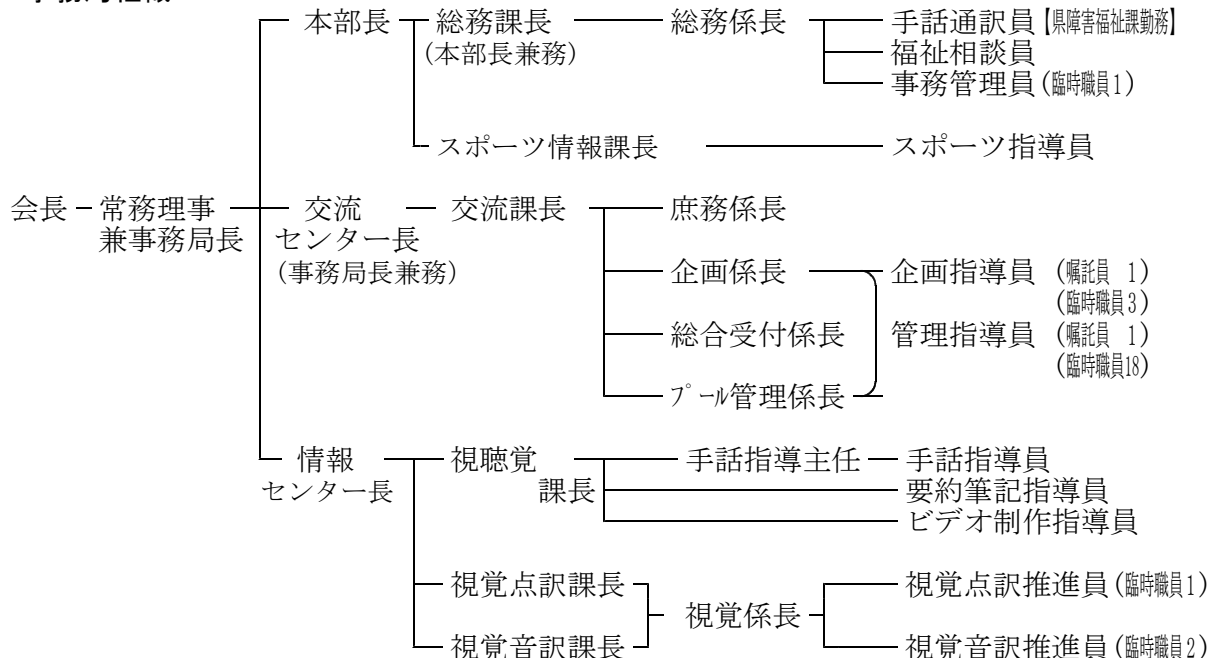 本部長 総務課長 総務係長 手話通訳員【県障害福祉課勤務】
(本部長兼務) 福祉相談員
事務管理員(臨時職員1)
スポーツ情報課長 スポーツ指導員
会長 常務理事 交流 交流課長 庶務係長
兼事務局長 センター長
(事務局長兼務) 企画係長 企画指導員 (嘱託員 1)
(臨時職員3)
総合受付係長 管理指導員 (嘱託員 1)
(臨時職員18)
プール管理係長
情報 視聴覚 手話指導主任 手話指導員
センター長 課長 要約筆記指導員
ビデオ制作指導員
視覚点訳課長 視覚点訳推進員(臨時職員1)
視覚係長
視覚音訳課長 視覚音訳推進員(臨時職員2)